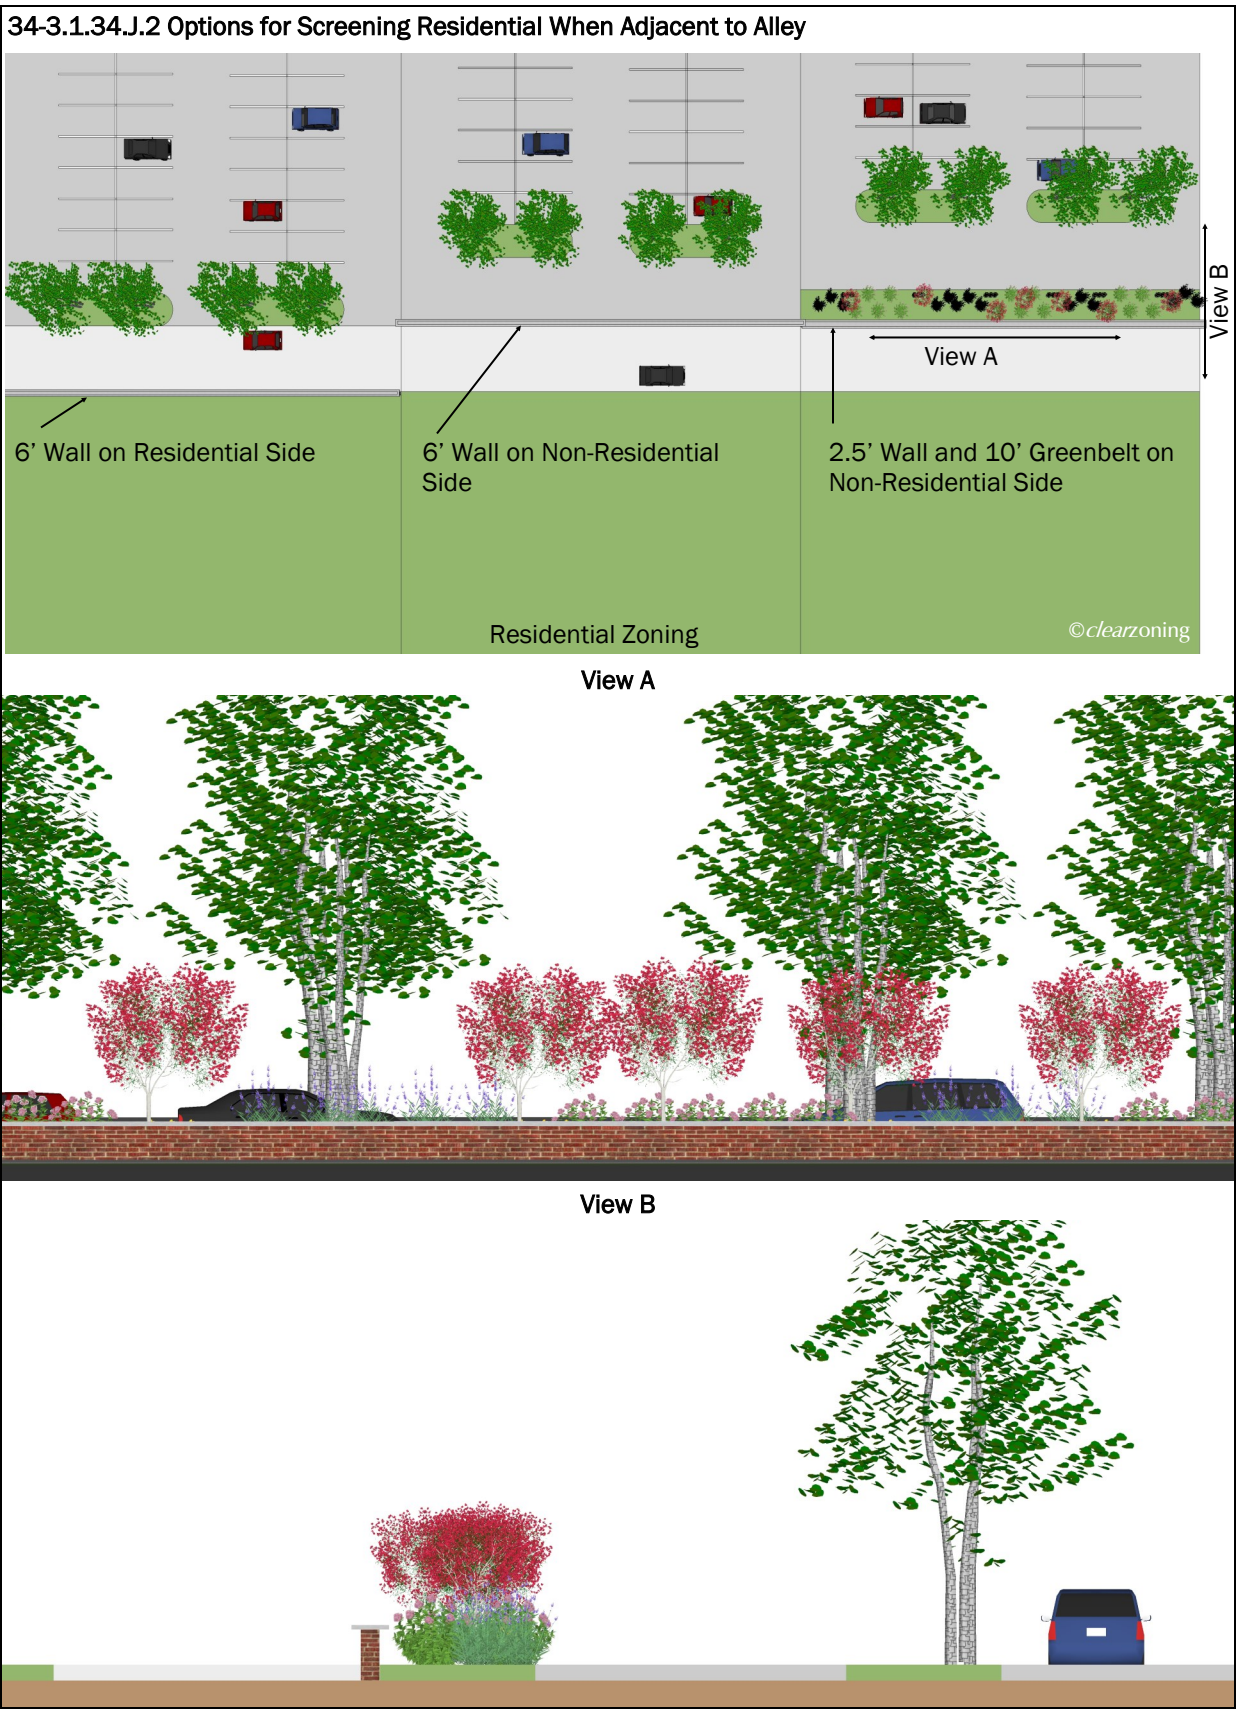 34-3.1.34.J.2 Options for Screening Residential When Adjacent to Alley
View B
View A
6’ Wall on Residential Side
6’ Wall on Non-Residential
Side
2.5’ Wall and 10’ Greenbelt on
Non-Residential Side
Residential Zoning
©clearzoning
View A
View B